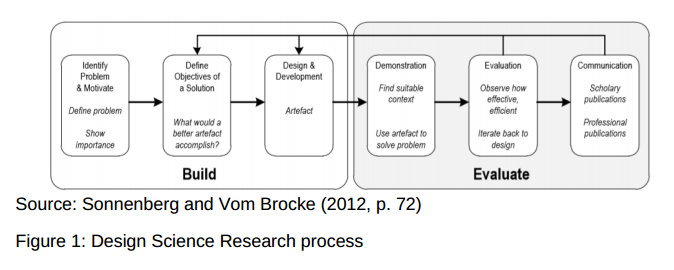 Identify
Problem
& Motivate
Define problem
Show
importance
Define
Objectives of
a Solution
What would a
better artefact
accomplish?
Design &
Development
Artefact
Demonstration
Find suitable
context
Use artefact to
solve problem
Evaluation
Observe how
effective,
efficient
Iterate back to
design
Communication
Scholary
publications
Professional
publications
Build
Evaluate
Source: Sonnenberg and Vom Brocke (2012, p. 72)
Figure 1: Design Science Research process